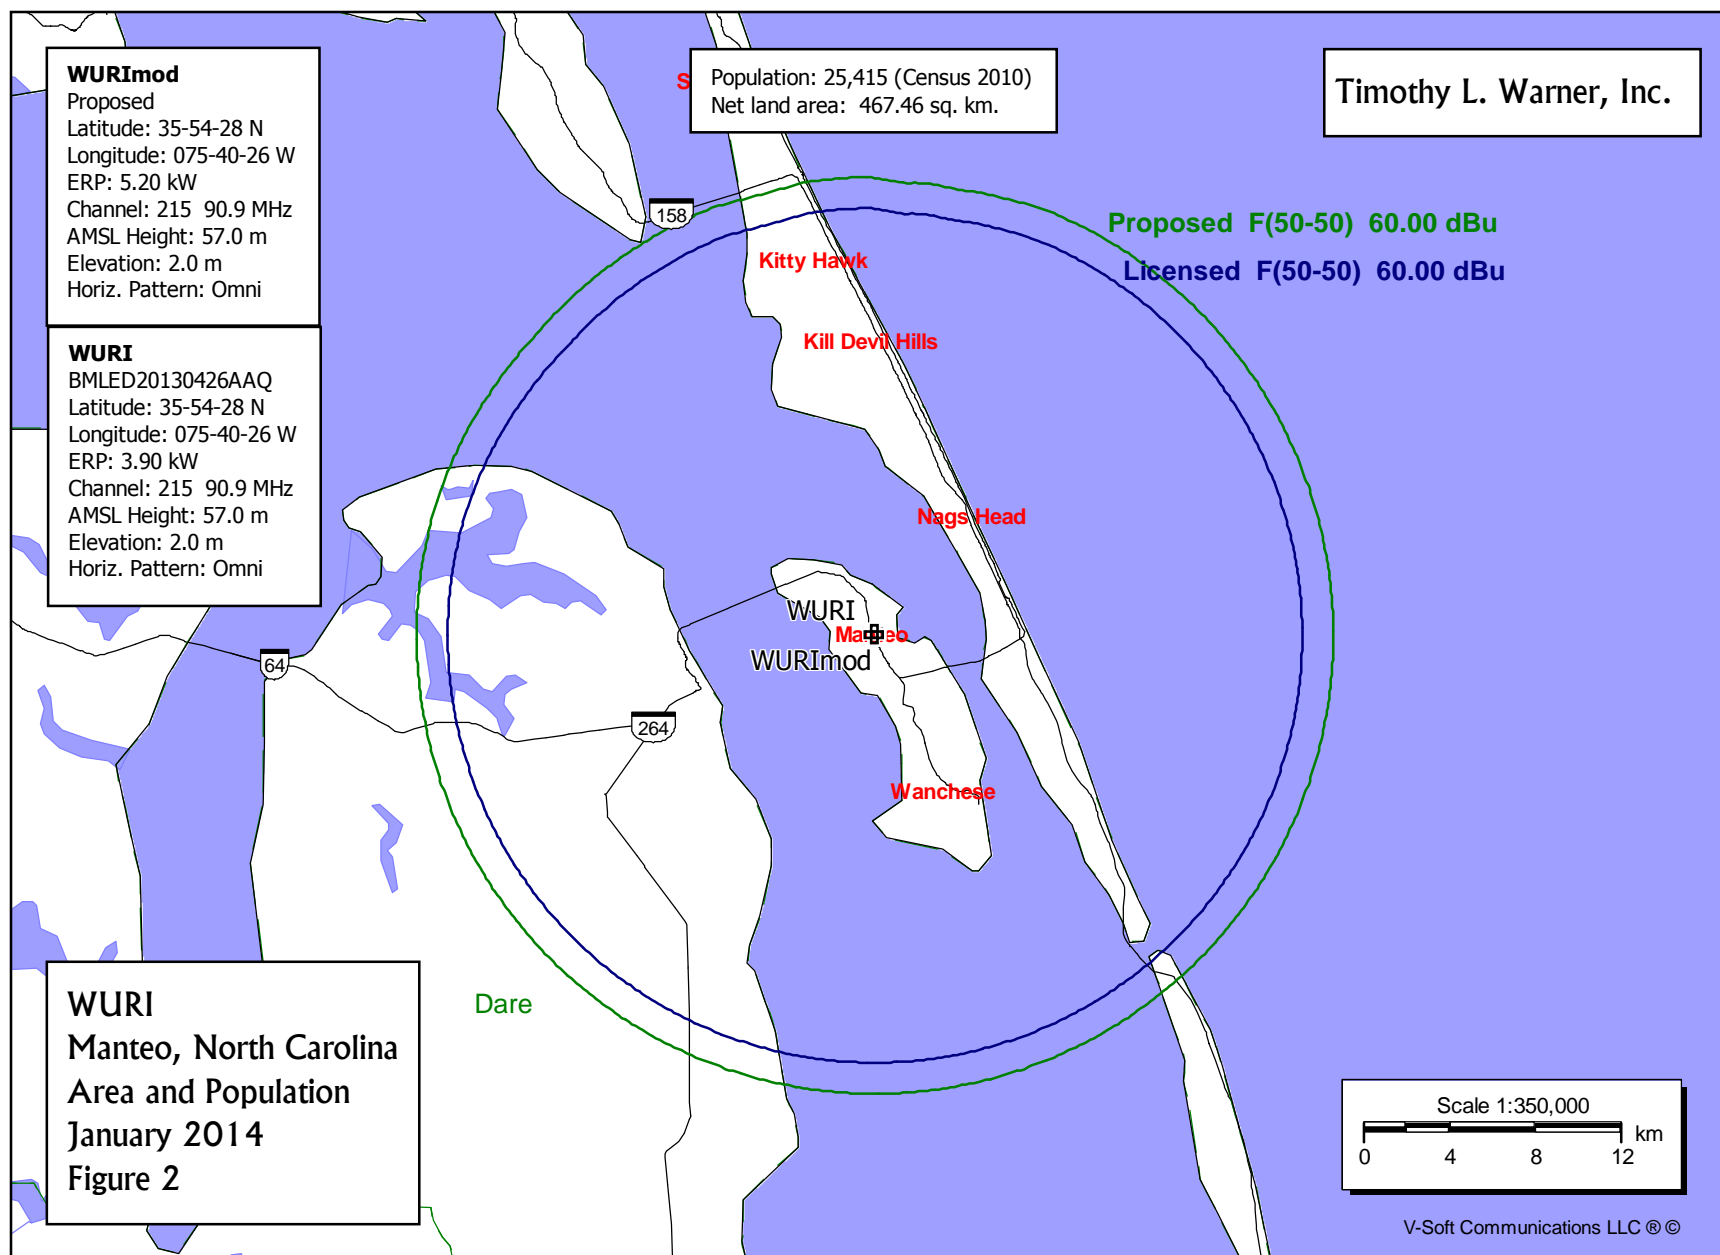 WURImod
Proposed
Latitude: 35-54-28 N
Longitude: 075-40-26 W
ERP: 5.20 kW
Channel: 215  90.9 MHz
AMSL Height: 57.0 m
Elevation: 2.0 m
Horiz. Pattern: Omni
WURI
BMLED20130426AAQ
Latitude: 35-54-28 N
Longitude: 075-40-26 W
ERP: 3.90 kW
Channel: 215  90.9 MHz
AMSL Height: 57.0 m
Elevation: 2.0 m
Horiz. Pattern: Omni
Population: 25,415 (Census 2010)
Net land area:  467.46 sq. km.
Timothy L. Warner, Inc.
158
Proposed  F(50-50)  60.00 dBu
Licensed  F(50-50)  60.00 dBu
Kitty Hawk
Kill Devil Hills
Nags Head
WURI
Manteo
WURImod
64
264
Wanchese
Dare
WURI
Manteo, North Carolina
Area and Population
January 2014
Figure 2
Scale 1:350,000
km
0 4 8 12
V-Soft Communications LLC ® ©